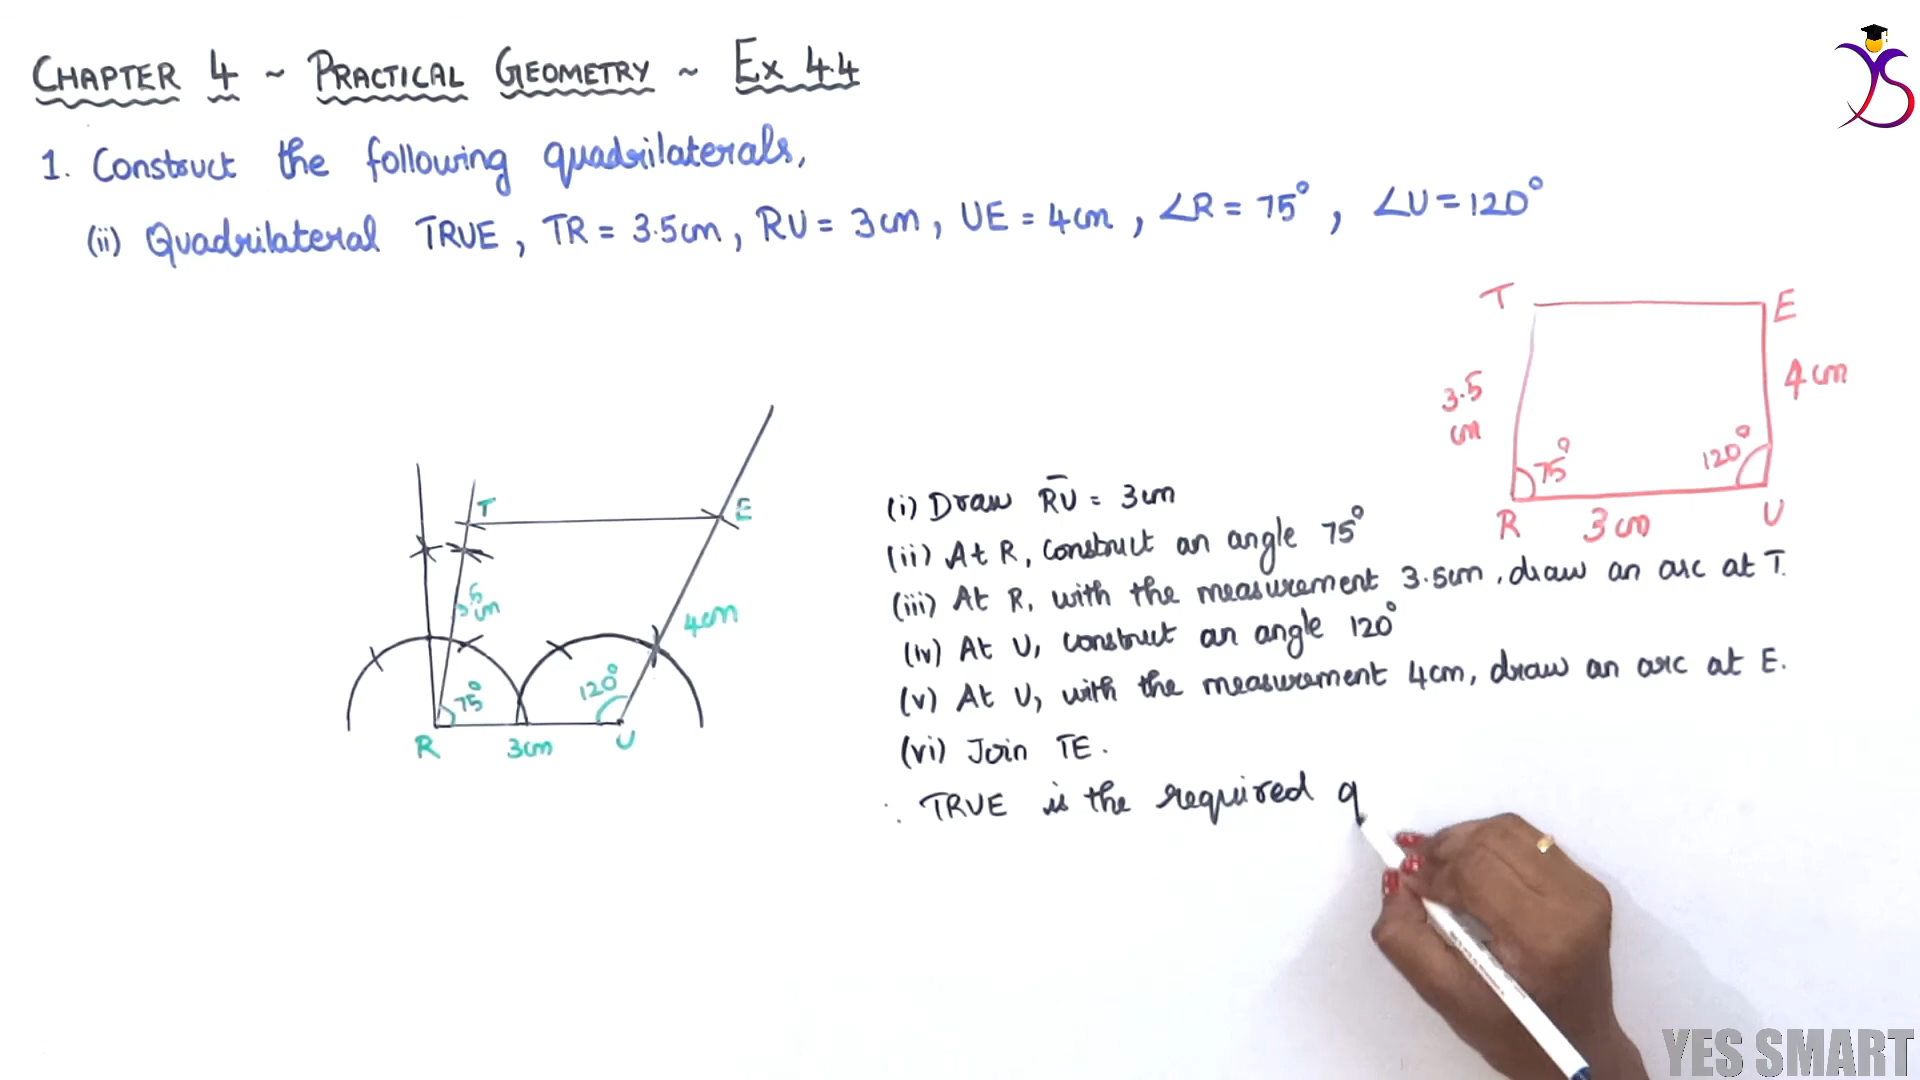 CHAPTER 4 ~ PRACTICAL GEOMETRY ~ Ex 4.4
1. Construct the following quadrilaterals,
(ii) Quadrilateral TRUE, TR = 3.5cm, RU = 3cm, UE = 4cm, ∠R = 75°, ∠U = 120°
T E
3.5 cm
4cm
75° 120°
R 3cm U
T E
3.5 cm
4cm
75° 120°
R 3cm U
(i) Draw R̅U̅ = 3cm
(ii) At R, construct an angle 75°
(iii) At R, with the measurement 3.5cm, draw an arc at T.
(iv) At U, construct an angle 120°
(v) At U, with the measurement 4cm, draw an arc at E.
(vi) Join TE.
∴ TRUE is the required q
YES SMART